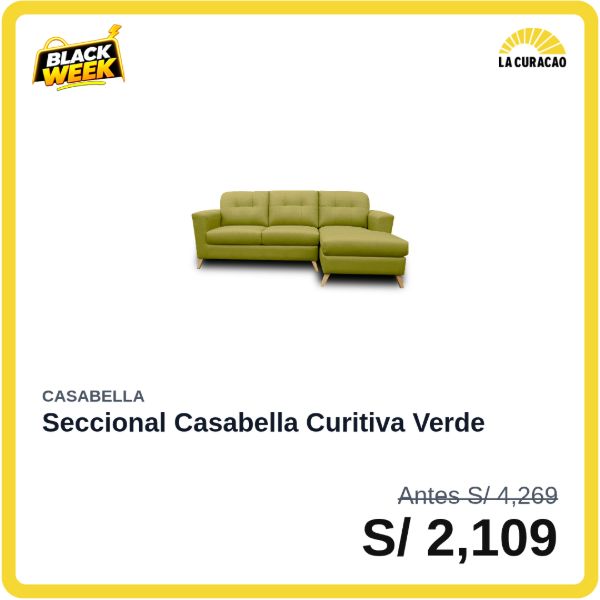 BLACK
WEEK
LA CURACAO
CASABELLA
Seccional Casabella Curitiva Verde
Antes S/ 4,269
S/ 2,109